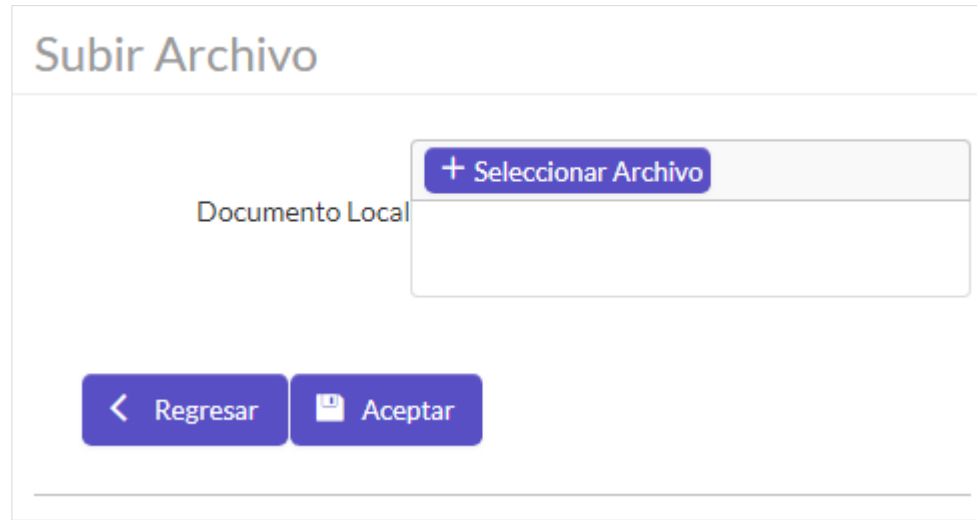 Subir Archivo
+ Seleccionar Archivo
Documento Local
Regresar
Aceptar